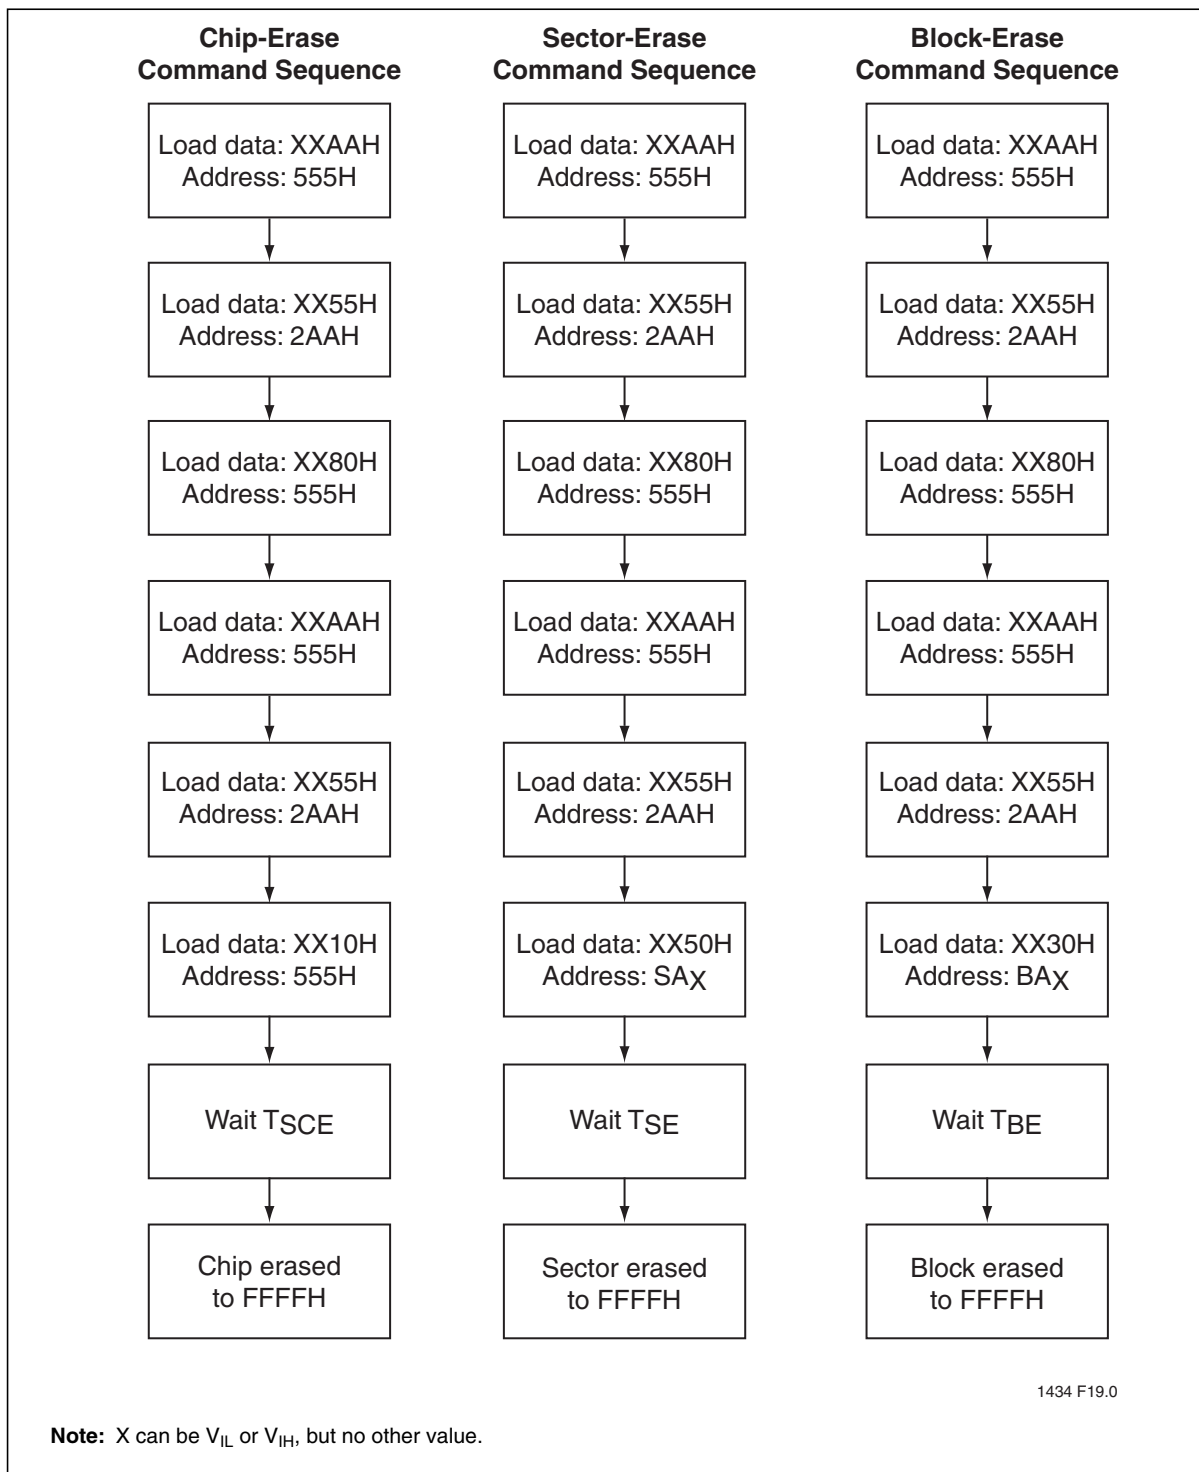 Chip-Erase
Command Sequence
Load data: XXAAH
Address: 555H
Load data: XX55H
Address: 2AAH
Load data: XX80H
Address: 555H
Load data: XXAAH
Address: 555H
Load data: XX55H
Address: 2AAH
Load data: XX10H
Address: 555H
Wait TSCE
Chip erased
to FFFFH
Sector-Erase
Command Sequence
Load data: XXAAH
Address: 555H
Load data: XX55H
Address: 2AAH
Load data: XX80H
Address: 555H
Load data: XXAAH
Address: 555H
Load data: XX55H
Address: 2AAH
Load data: XX50H
Address: SAX
Wait TSE
Sector erased
to FFFFH
Block-Erase
Command Sequence
Load data: XXAAH
Address: 555H
Load data: XX55H
Address: 2AAH
Load data: XX80H
Address: 555H
Load data: XXAAH
Address: 555H
Load data: XX55H
Address: 2AAH
Load data: XX30H
Address: BAX
Wait TBE
Block erased
to FFFFH
1434 F19.0
Note: X can be VIL or VIH, but no other value.